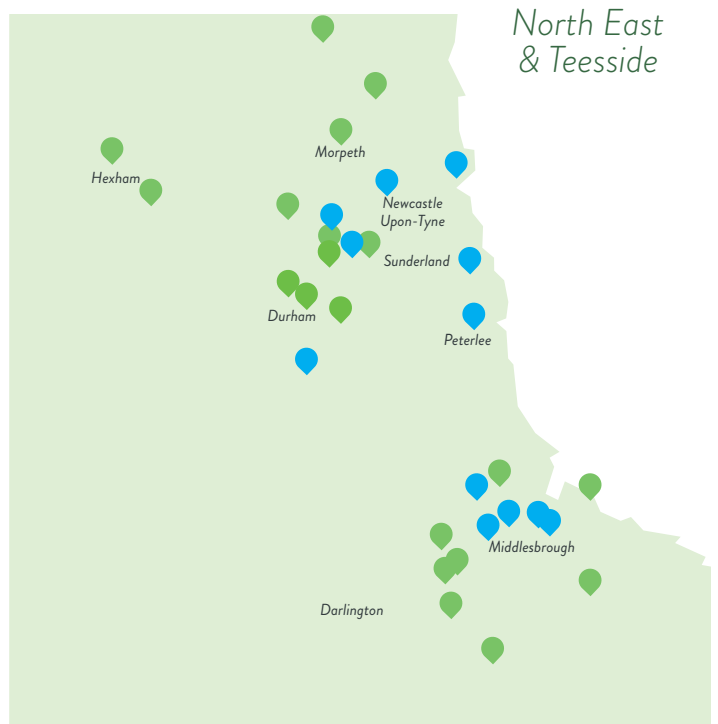 North East
& Teesside
Morpeth
Hexham
Newcastle
Upon-Tyne
Sunderland
Durham
Peterlee
Middlesbrough
Darlington